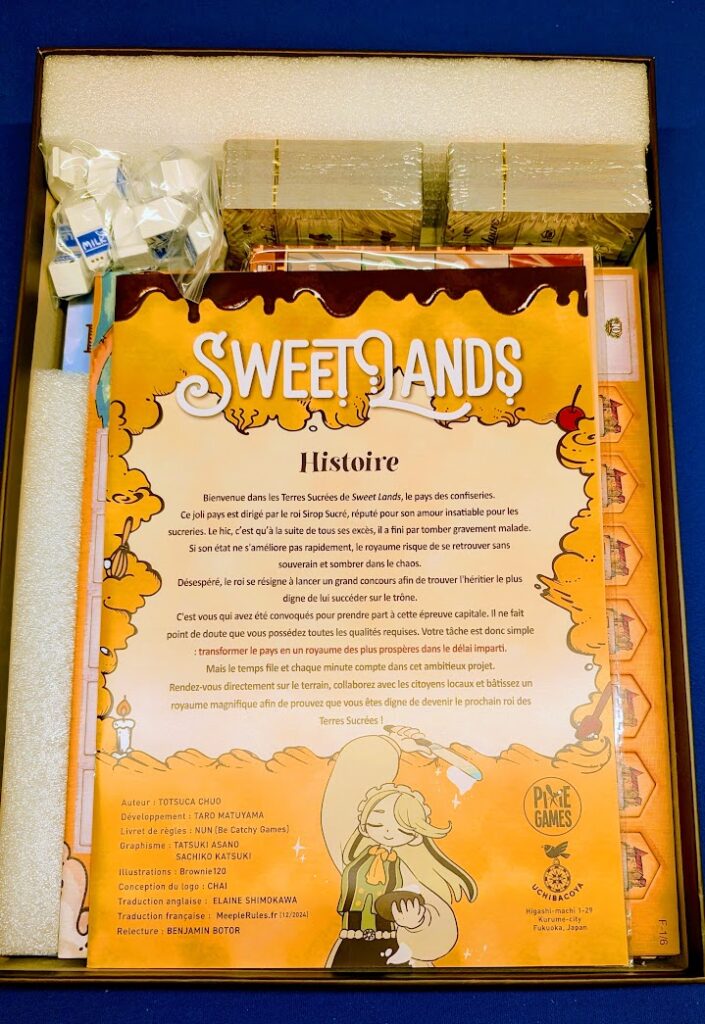 MILK
SWEET LANDS
Histoire
Bienvenue dans les Terres Sucrées de Sweet Lands, le pays des confiseries.
Ce joli pays est dirigé par le roi Sirop Sucré, réputé pour son amour insatiable pour les
sucreries. Le hic, c'est qu'à la suite de tous ses excès, il a fini par tomber gravement malade.
Si son état ne s'améliore pas rapidement, le royaume risque de se retrouver sans
souverain et sombrer dans le chaos.
Désespéré, le roi se résigne à lancer un grand concours afin de trouver l'héritier le plus
digne de lui succéder sur le trône.
C'est vous qui avez été convoqués pour prendre part à cette épreuve capitale. Il ne fait
point de doute que vous possédez toutes les qualités requises. Votre tâche est donc simple
: transformer le pays en un royaume des plus prospères dans le délai imparti.
Mais le temps file et chaque minute compte dans cet ambitieux projet.
Rendez-vous directement sur le terrain, collaborez avec les citoyens locaux et bâtissez un
royaume magnifique afin de prouvez que vous êtes digne de devenir le prochain roi des
Terres Sucrées !
Auteur : TOTSUCA CHUO
Développement : TARO MATUYAMA
Livret de règles : NUN (Be Catchy Games)
Graphisme : TATSUKI ASANO
SACHIKO KATSUKI
Illustrations : Brownie120
Conception du logo : CHAI
Traduction anglaise : ELAINE SHIMOKAWA
Traduction française : MeepleRules.fr (12/2024)
Relecture : BENJAMIN BOTOR
PIXIE
GAMES
UCHIBACOYA
Higashi-machi 1-29
Kurume-city
Fukuoka, Japan
F-1/6